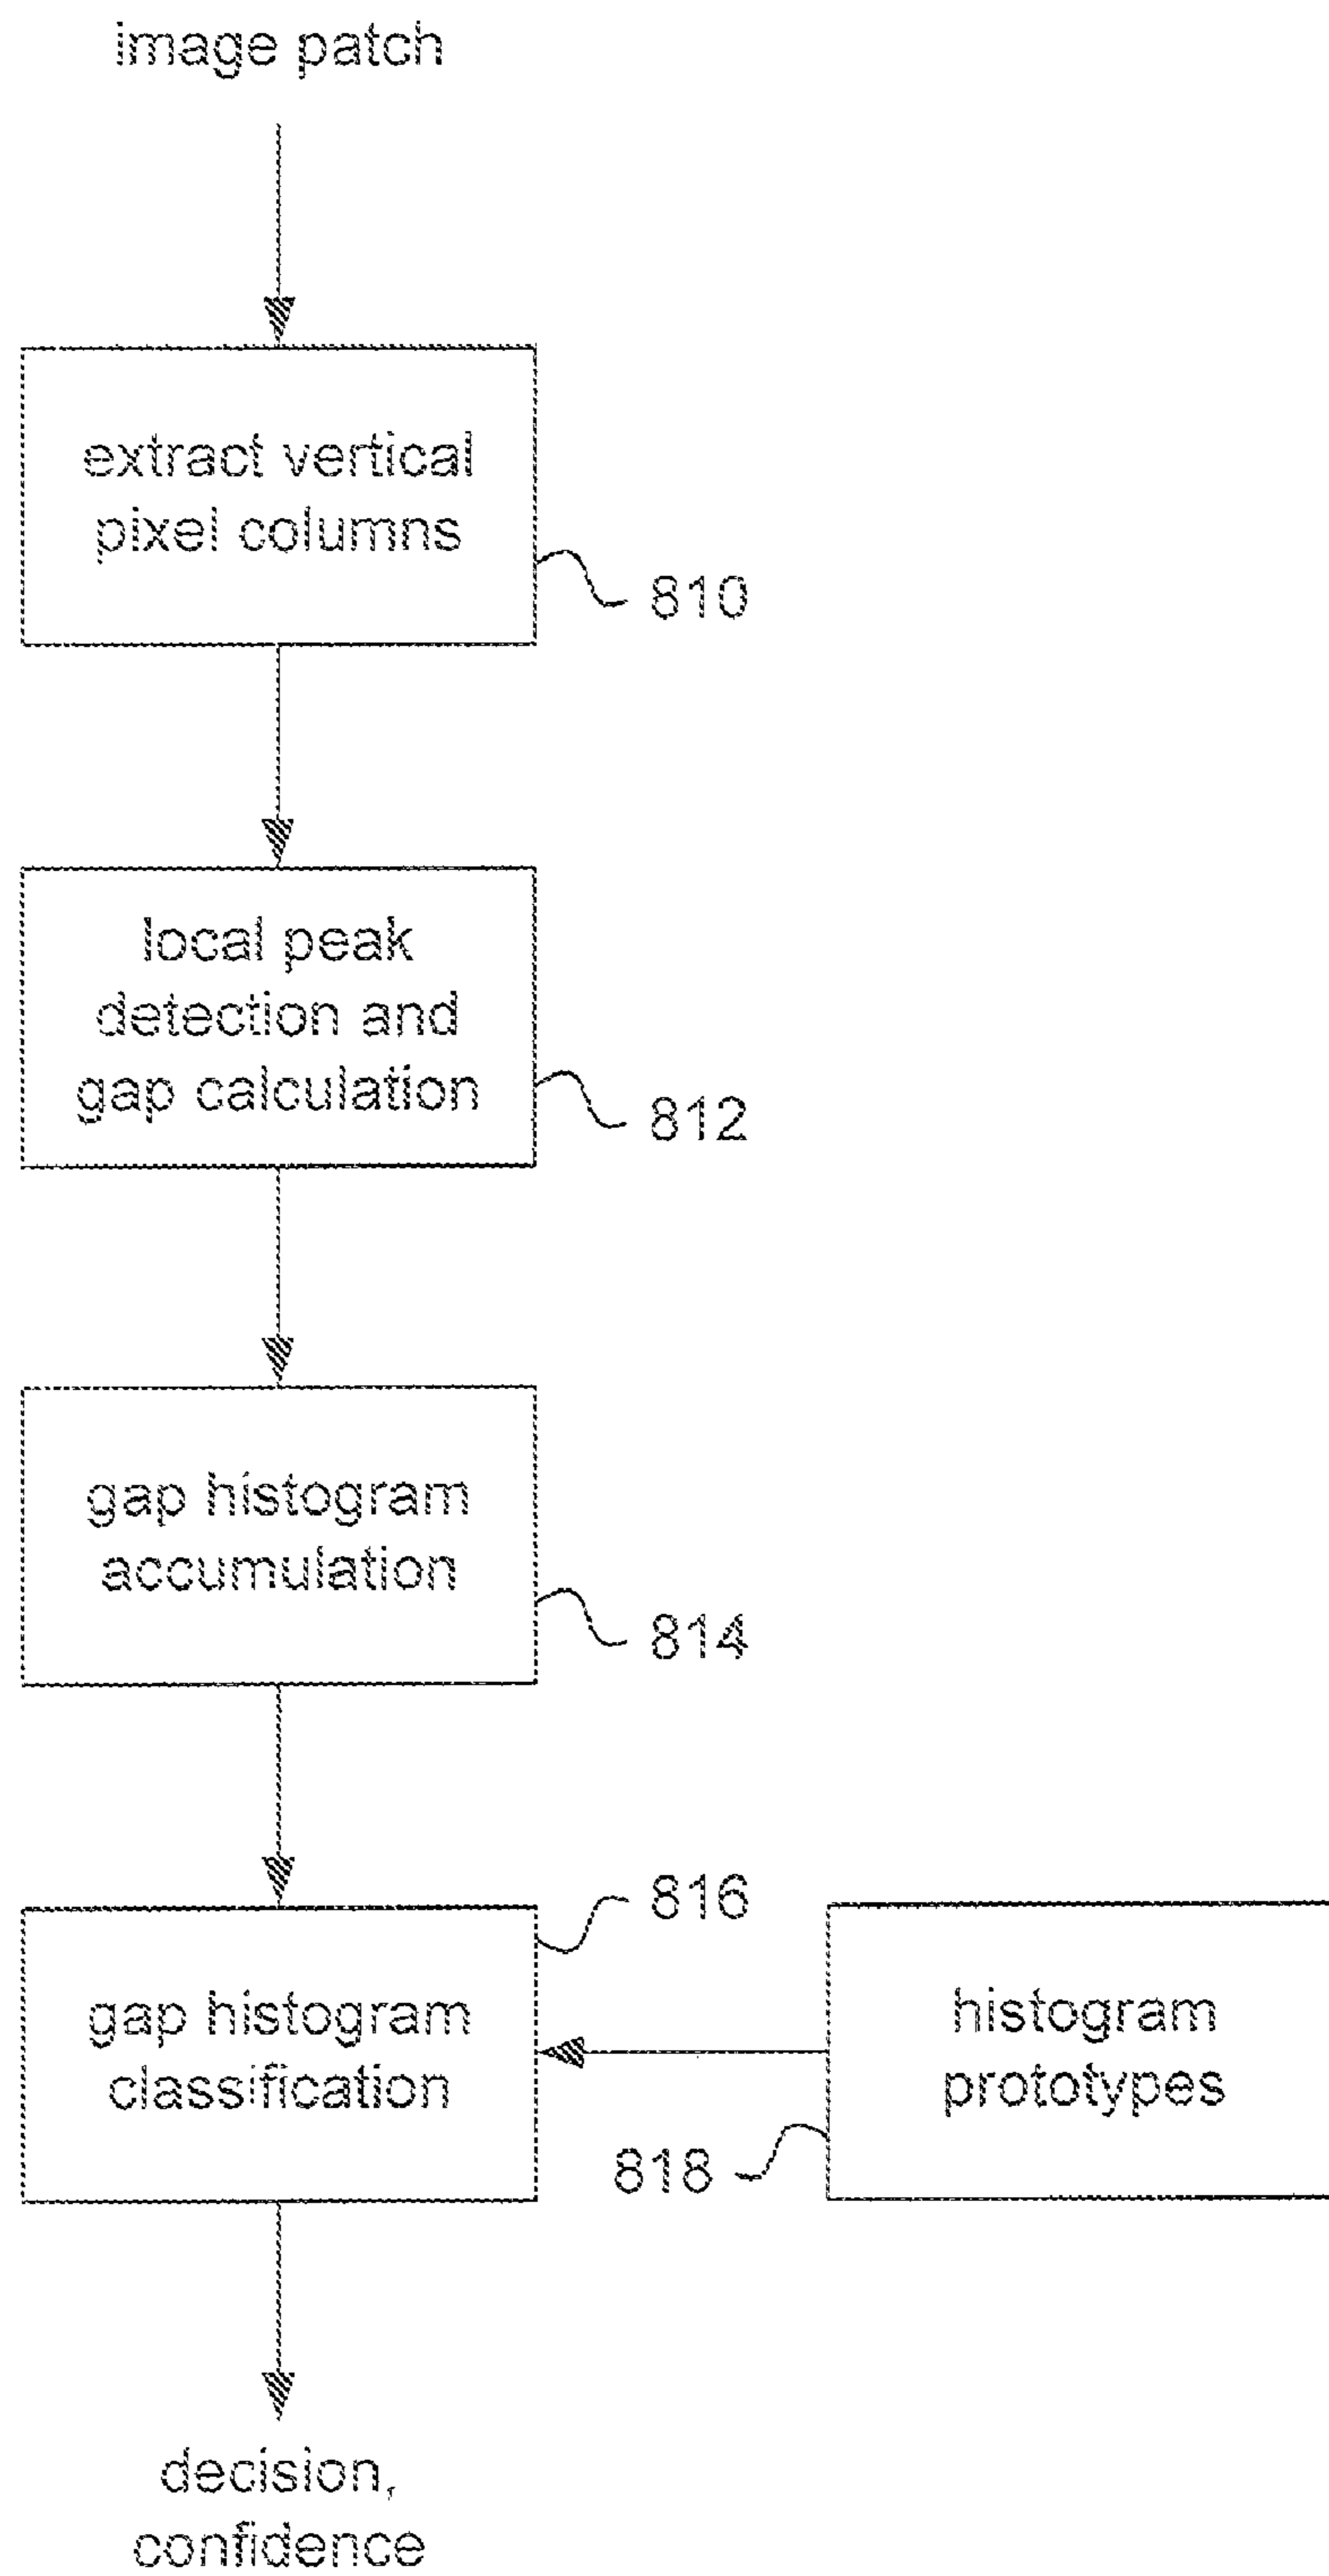 image patch
extract vertical
pixel columns
810
local peak
detection and
gap calculation
812
gap histogram
accumulation
814
816
gap histogram
classification
histogram
prototypes
818
decision,
confidence